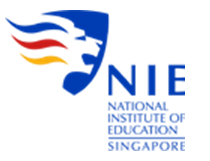 NIE
NATIONAL
INSTITUTE OF
EDUCATION
SINGAPORE